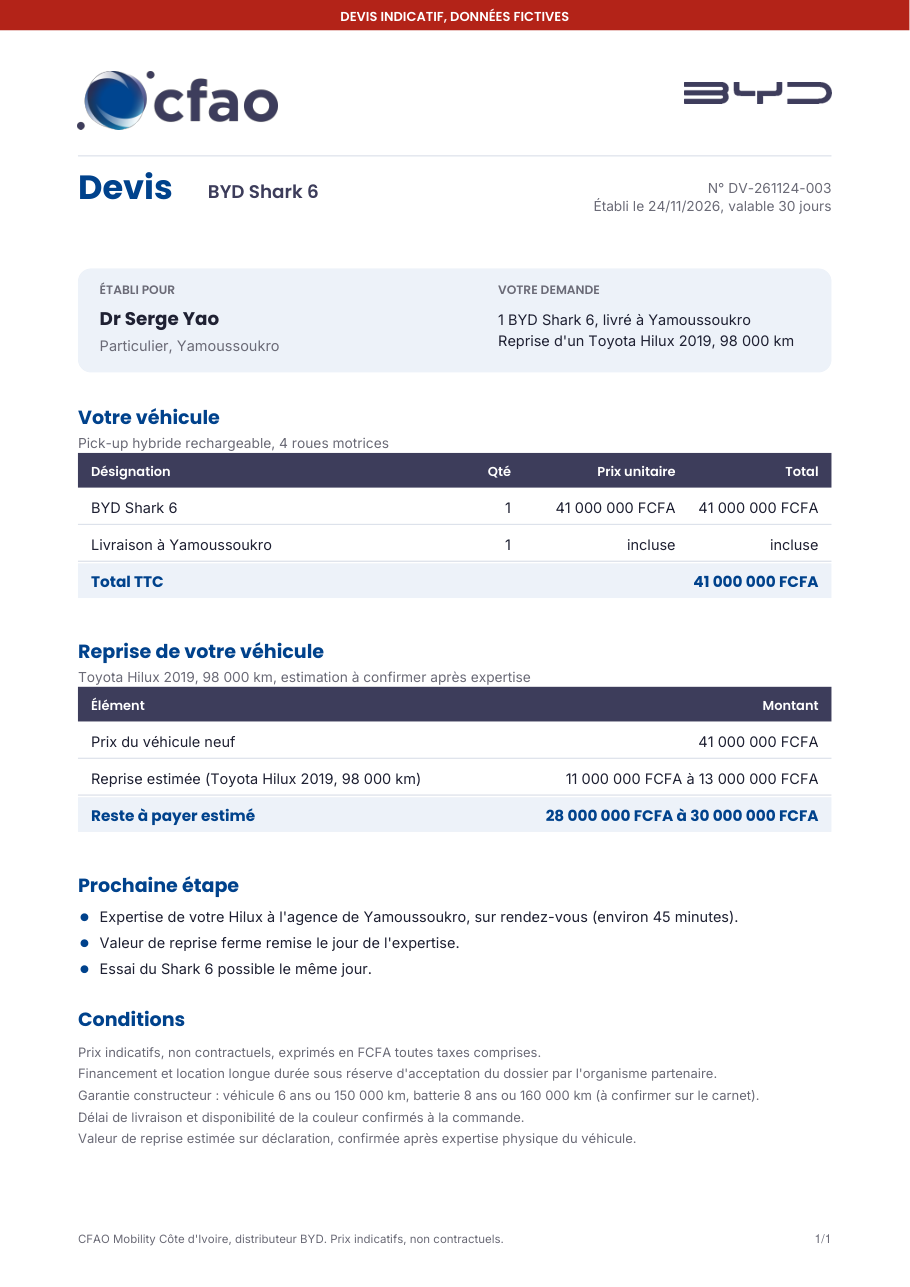 DEVIS INDICATIF, DONNÉES FICTIVES
cfao
BYD
Devis BYD Shark 6
N° DV-261124-003
Établi le 24/11/2026, valable 30 jours
ÉTABLI POUR
Dr Serge Yao
Particulier, Yamoussoukro
VOTRE DEMANDE
1 BYD Shark 6, livré à Yamoussoukro
Reprise d'un Toyota Hilux 2019, 98 000 km
Votre véhicule
Pick-up hybride rechargeable, 4 roues motrices
Désignation Qté Prix unitaire Total
BYD Shark 6 1 41 000 000 FCFA 41 000 000 FCFA
Livraison à Yamoussoukro 1 incluse incluse
Total TTC 41 000 000 FCFA
Reprise de votre véhicule
Toyota Hilux 2019, 98 000 km, estimation à confirmer après expertise
Élément Montant
Prix du véhicule neuf 41 000 000 FCFA
Reprise estimée (Toyota Hilux 2019, 98 000 km) 11 000 000 FCFA à 13 000 000 FCFA
Reste à payer estimé 28 000 000 FCFA à 30 000 000 FCFA
Prochaine étape
● Expertise de votre Hilux à l'agence de Yamoussoukro, sur rendez-vous (environ 45 minutes).
● Valeur de reprise ferme remise le jour de l'expertise.
● Essai du Shark 6 possible le même jour.
Conditions
Prix indicatifs, non contractuels, exprimés en FCFA toutes taxes comprises.
Financement et location longue durée sous réserve d'acceptation du dossier par l'organisme partenaire.
Garantie constructeur : véhicule 6 ans ou 150 000 km, batterie 8 ans ou 160 000 km (à confirmer sur le carnet).
Délai de livraison et disponibilité de la couleur confirmés à la commande.
Valeur de reprise estimée sur déclaration, confirmée après expertise physique du véhicule.
CFAO Mobility Côte d'Ivoire, distributeur BYD. Prix indicatifs, non contractuels. 1/1